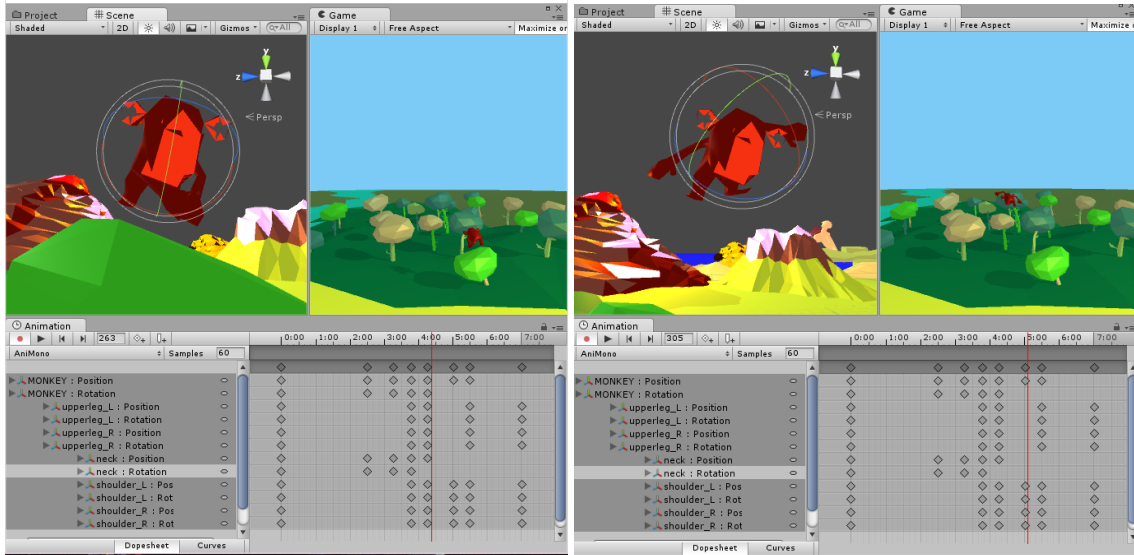 Project Scene
Game
Shaded 2D Gizmos All
Display 1 Free Aspect Maximize or
y
z
Persp
Animation
263
0:00 1:00 2:00 3:00 4:00 5:00 6:00 7:00
AniMono Samples 60
MONKEY : Position
MONKEY : Rotation
upperleg_L : Position
upperleg_L : Rotation
upperleg_R : Position
upperleg_R : Rotation
neck : Position
neck : Rotation
shoulder_L : Pos
shoulder_L : Rot
shoulder_R : Pos
shoulder_R : Rot
Dopesheet Curves
Project Scene
Game
Shaded 2D Gizmos All
Display 1 Free Aspect Maximize or
y
z
Persp
Animation
305
0:00 1:00 2:00 3:00 4:00 5:00 6:00 7:00
AniMono Samples 60
MONKEY : Position
MONKEY : Rotation
upperleg_L : Position
upperleg_L : Rotation
upperleg_R : Position
upperleg_R : Rotation
neck : Position
neck : Rotation
shoulder_L : Pos
shoulder_L : Rot
shoulder_R : Pos
shoulder_R : Rot
Dopesheet Curves